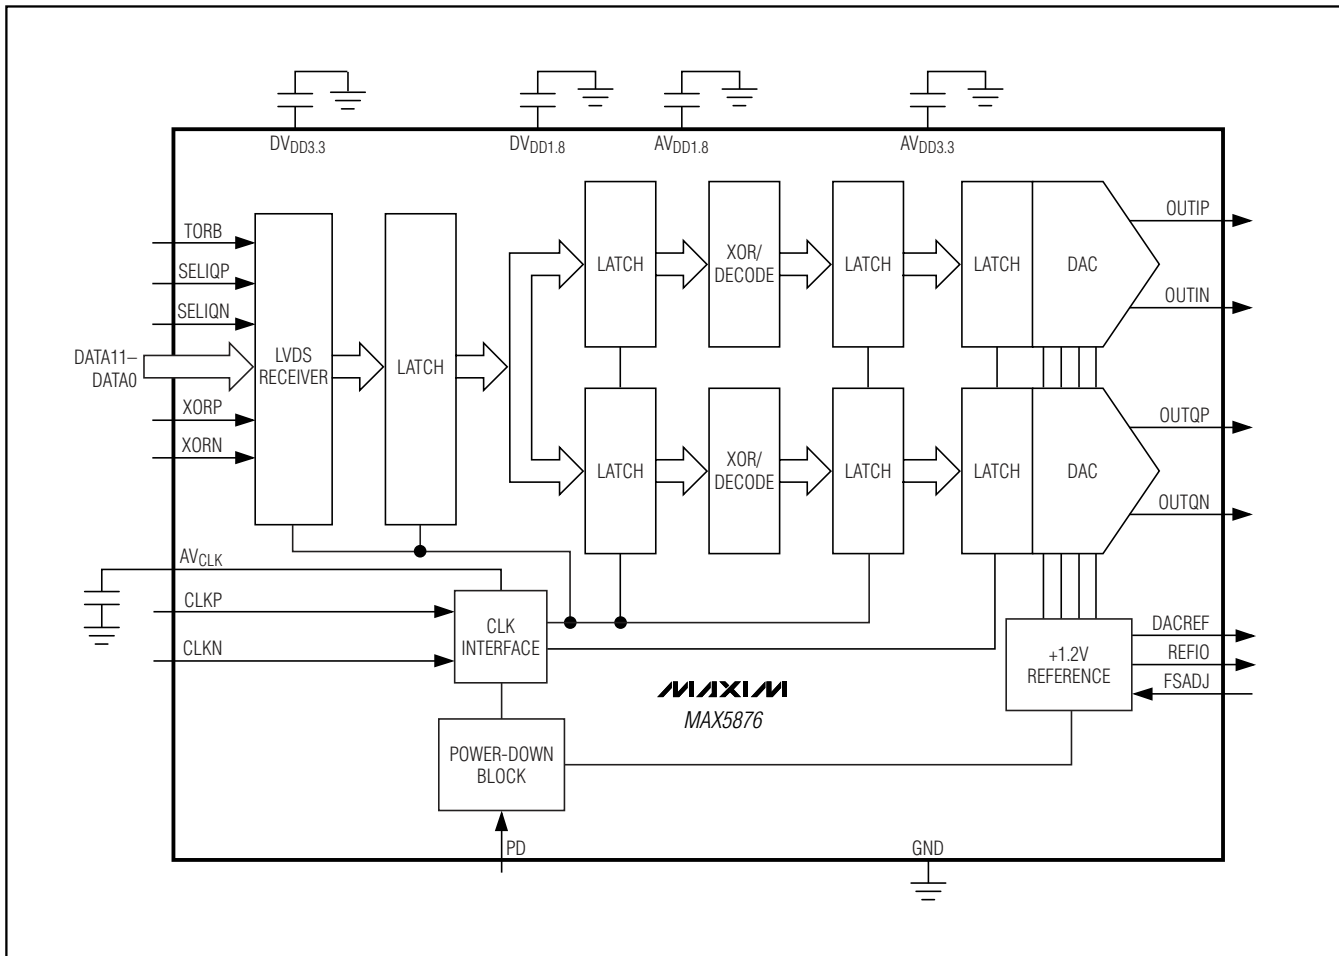 DVDD3.3
DVDD1.8
AVDD1.8
AVDD3.3
TORB
SELIQP
SELIQN
DATA11–
DATA0
XORP
XORN
LVDS
RECEIVER
LATCH
LATCH
XOR/
DECODE
LATCH
LATCH
DAC
OUTIP
OUTIN
LATCH
XOR/
DECODE
LATCH
LATCH
DAC
OUTQP
OUTQN
AVCLK
CLKP
CLKN
CLK
INTERFACE
+1.2V
REFERENCE
DACREF
REFIO
FSADJ
MAXIM
MAX5876
POWER-DOWN
BLOCK
PD
GND